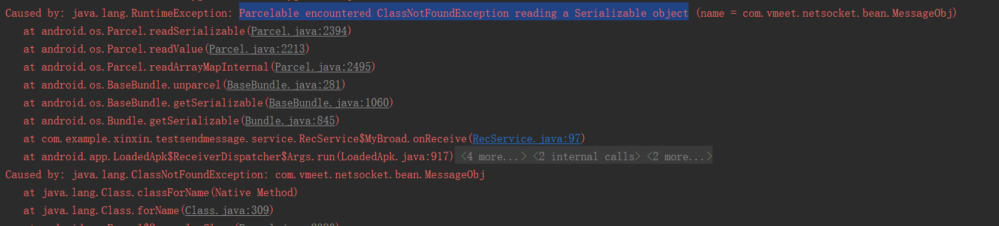 Caused by: java.lang.RuntimeException: Parcelable encountered ClassNotFoundException reading a Serializable object (name = com.vmeet.netsocket.bean.MessageObj)
at android.os.Parcel.readSerializable(Parcel.java:2394)
at android.os.Parcel.readValue(Parcel.java:2213)
at android.os.Parcel.readArrayMapInternal(Parcel.java:2495)
at android.os.BaseBundle.unparcel(BaseBundle.java:281)
at android.os.BaseBundle.getSerializable(BaseBundle.java:1060)
at android.os.Bundle.getSerializable(Bundle.java:845)
at com.example.xinxin.testsendmessage.service.RecService$MyBroad.onReceive(RecService.java:97)
at android.app.LoadedApk$ReceiverDispatcher$Args.run(LoadedApk.java:917) <4 more...> <2 internal calls> <2 more...>
Caused by: java.lang.ClassNotFoundException: com.vmeet.netsocket.bean.MessageObj
at java.lang.Class.classForName(Native Method)
at java.lang.Class.forName(Class.java:309)